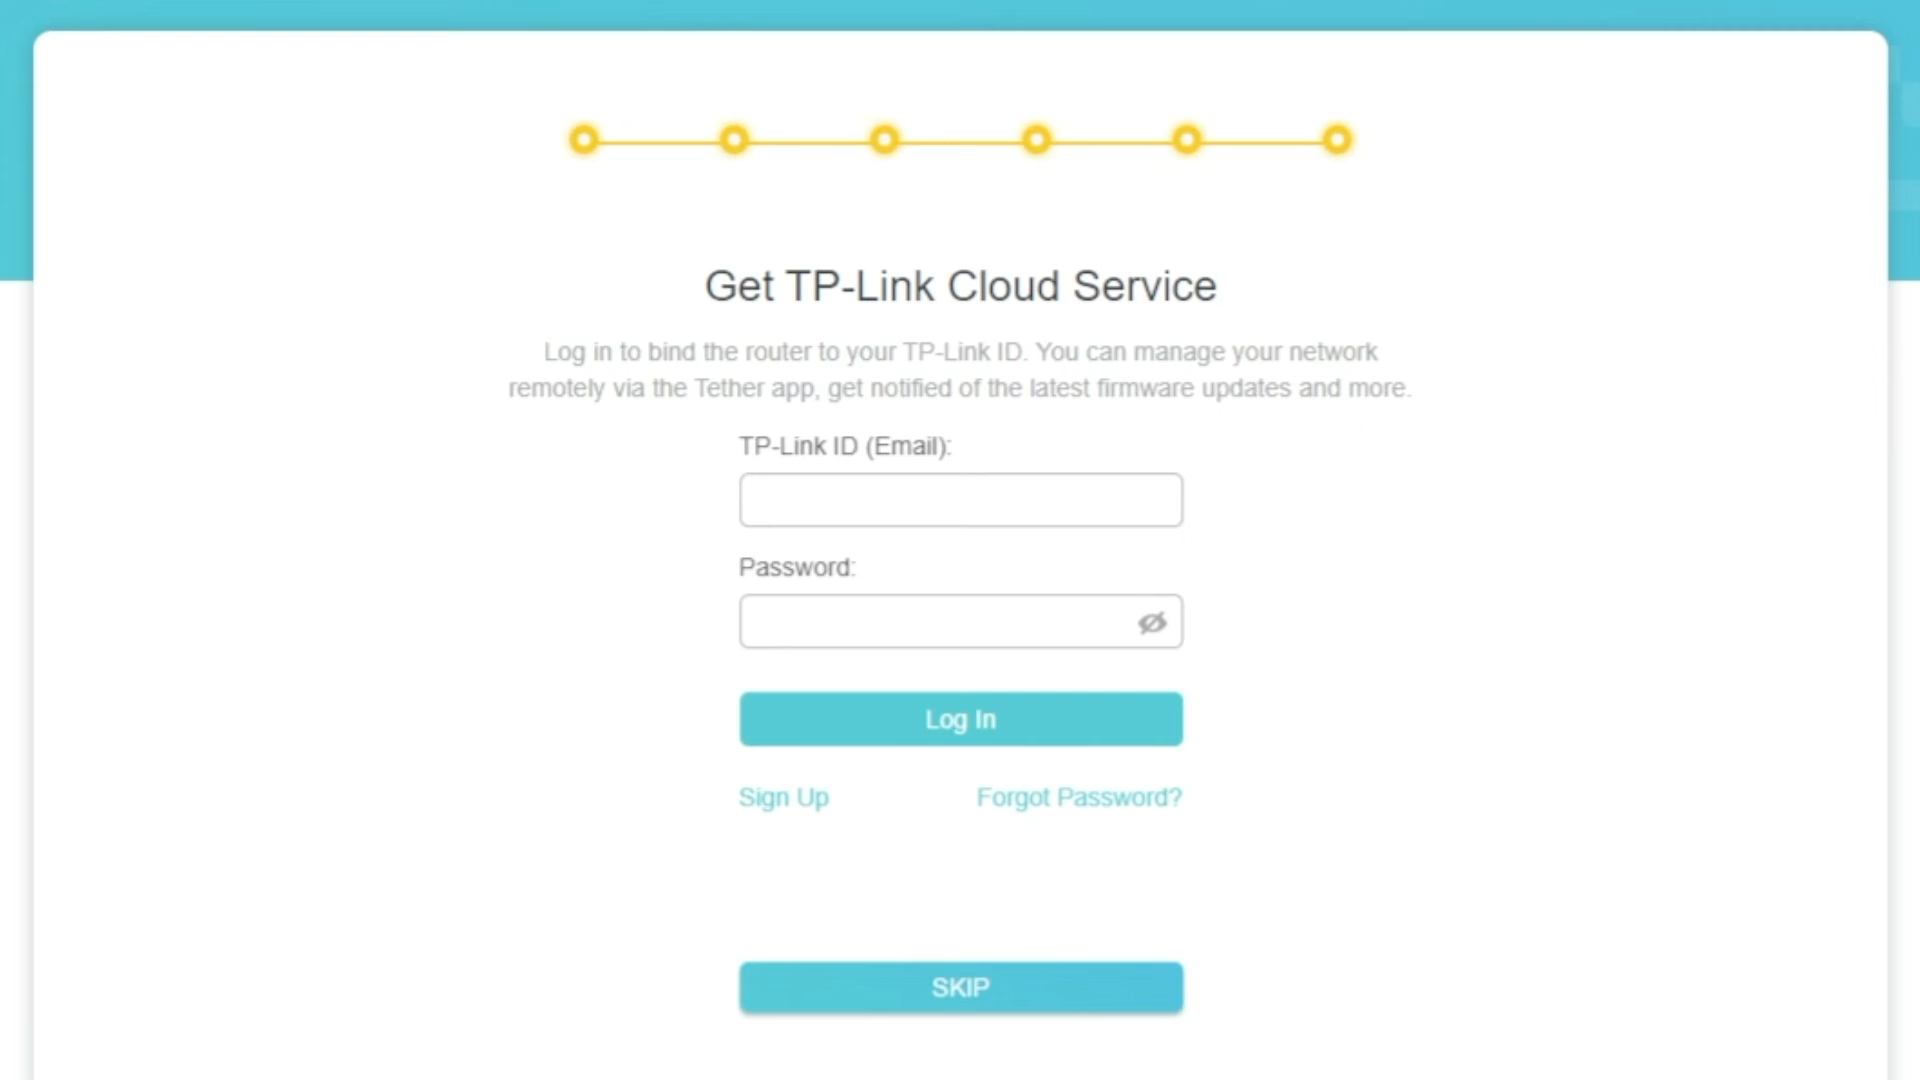 Get TP-Link Cloud Service
Log in to bind the router to your TP-Link ID. You can manage your network
remotely via the Tether app, get notified of the latest firmware updates and more.
TP-Link ID (Email):
Password:
Log In
Sign Up Forgot Password?
SKIP